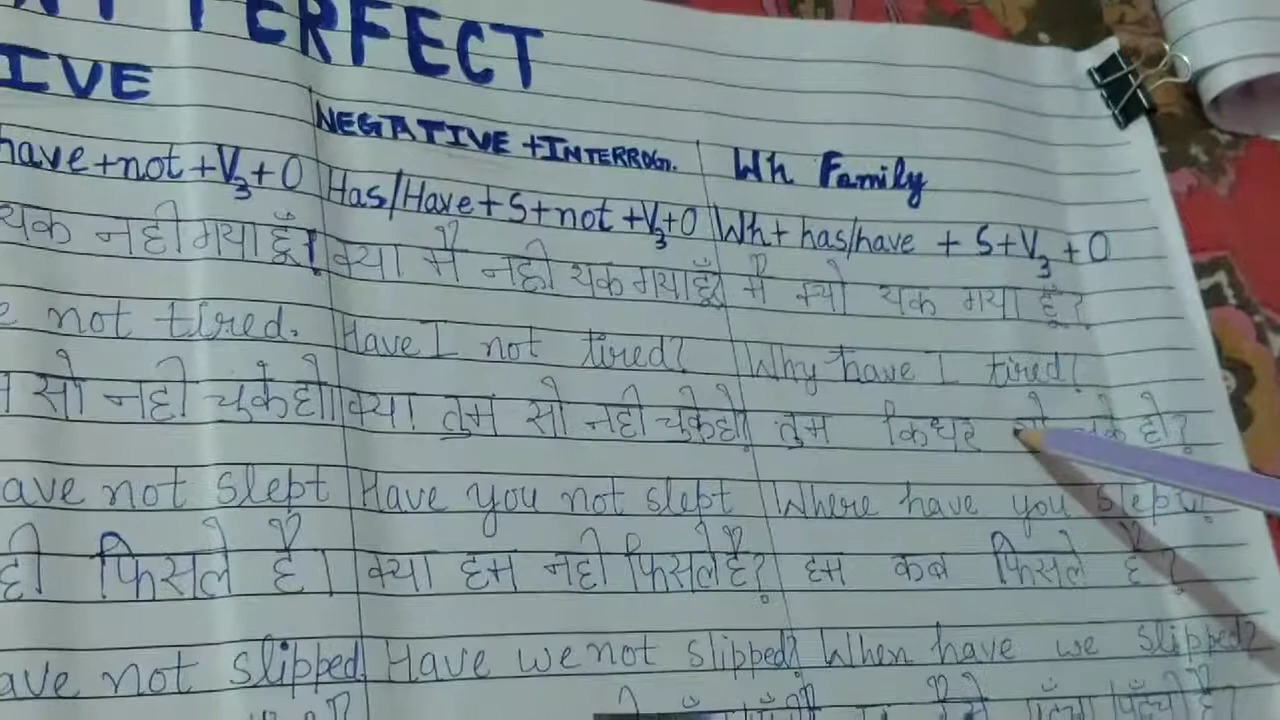 PERFECT
IVE
NEGATIVE + INTERROGN.
Wh Family
have + not + V3 + O
Has/Have + S + not + V3 + O
Wh + has/have + S + V3 + O
थक नही गया हूँ।
क्या मैं नही थक गया हूँ?
मैं क्यो थक गया हूँ?
not tired.
Have I not tired?
Why have I tired?
सो नही चुके हो
क्या तुम सो नही चुके हो?
तुम किधर सो चुके हो?
ave not slept
Have you not slept
Where have you slept?
ही फिसले हैं।
क्या हम नही फिसले हैं?
हम कब फिसले हैं?
ave not slipped
Have we not slipped?
When have we slipped?